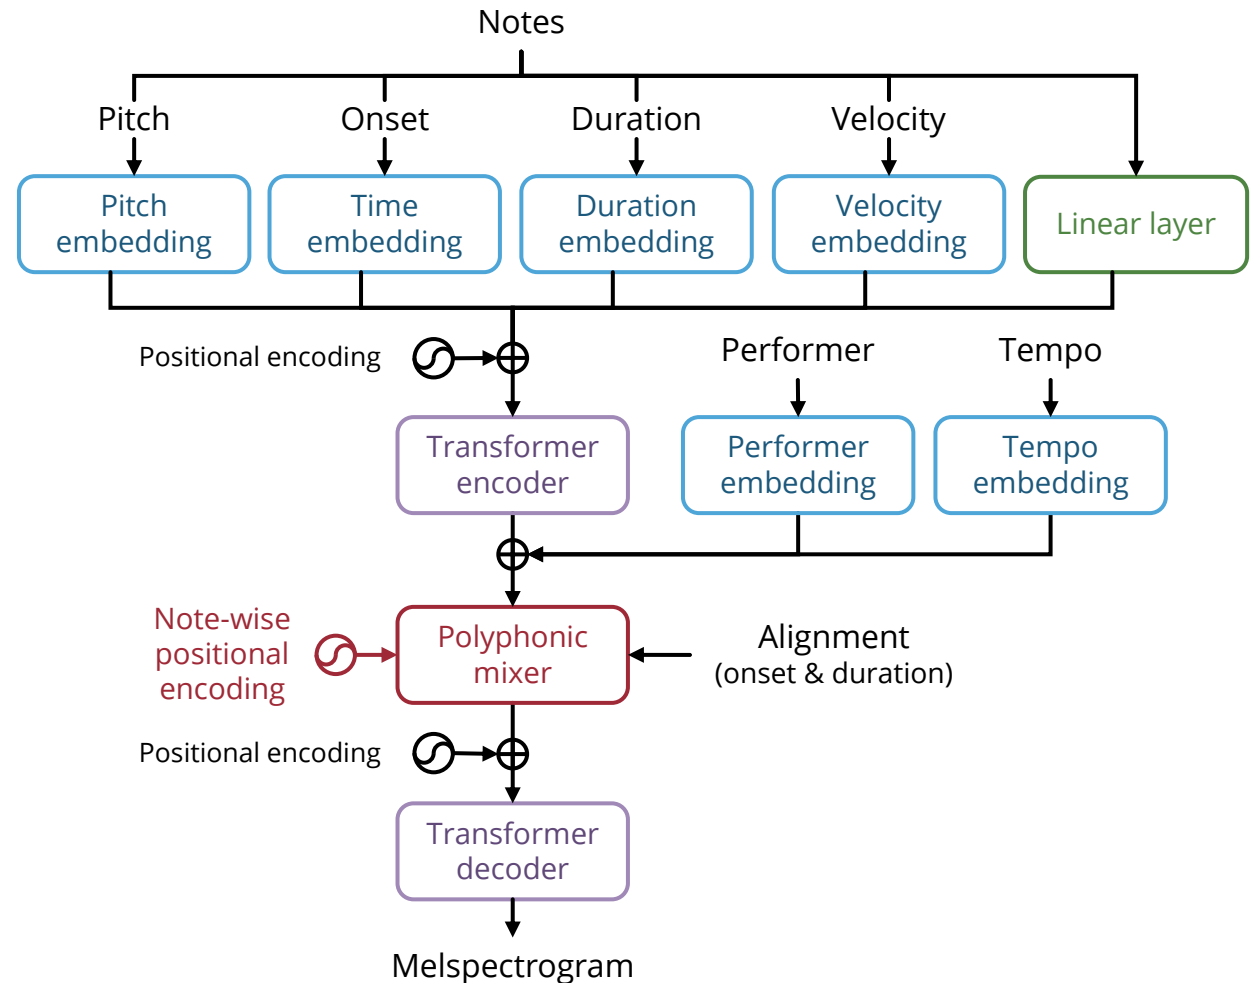 Notes
Pitch
Onset
Duration
Velocity
Pitch
embedding
Time
embedding
Duration
embedding
Velocity
embedding
Linear layer
Positional encoding
Performer
Tempo
Transformer
encoder
Performer
embedding
Tempo
embedding
Note-wise
positional
encoding
Polyphonic
mixer
Alignment
(onset & duration)
Positional encoding
Transformer
decoder
Melspectrogram